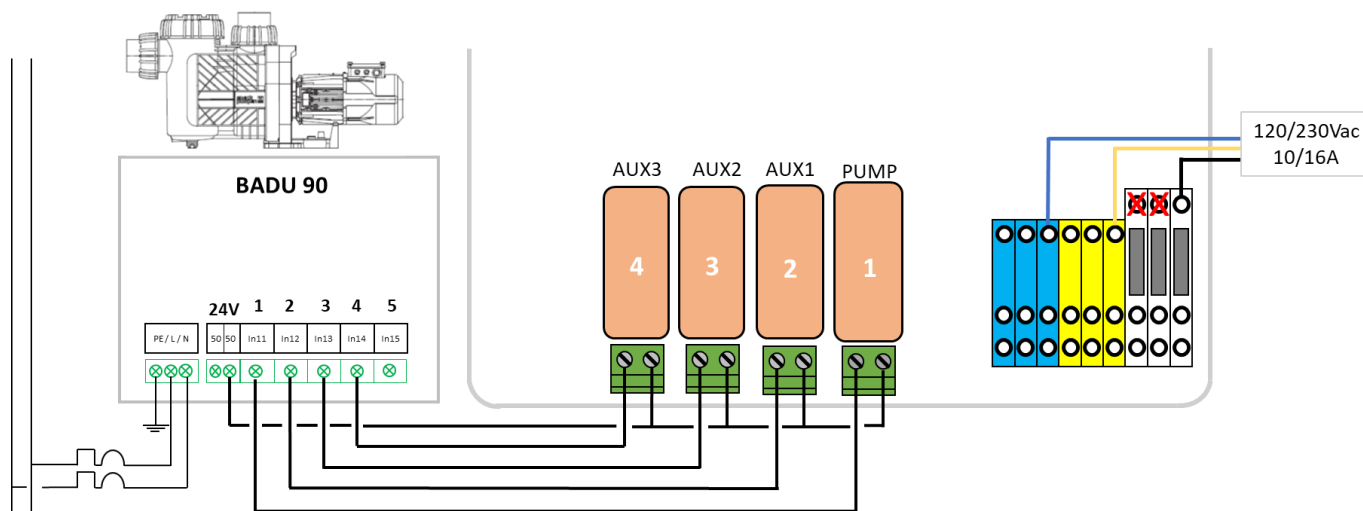 120/230Vac
10/16A
BADU 90
AUX3 AUX2 AUX1 PUMP
4 3 2 1
24V 1 2 3 4 5
PE/ L / N 50 50 In11 In12 In13 In14 In15